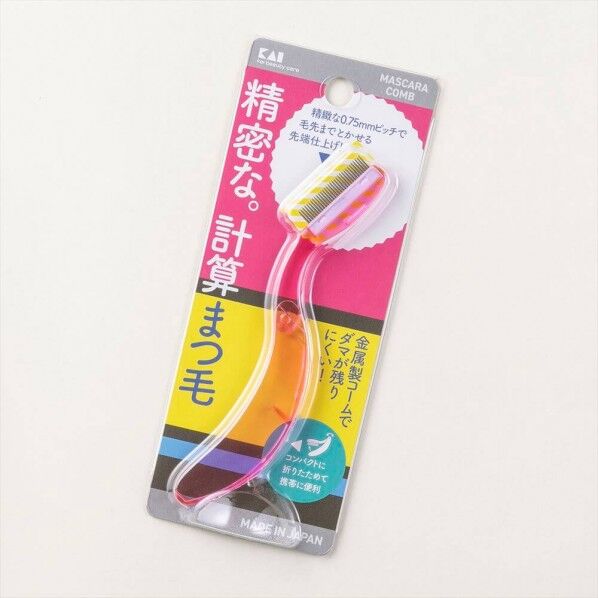 KAI
for beauty care
MASCARA
COMB
精緻な0.75mmピッチで
毛先までとかせる
先端仕上げ!
精密な。計算まつ毛
金属製コームで
ダマが残り
にくい!
コンパクトに
折りたためて
携帯に便利
MADE IN JAPAN